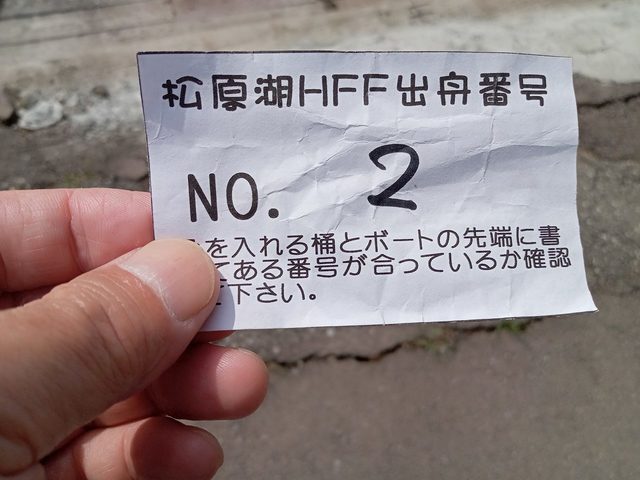 松原湖HFF出舟番号
NO. 2
を入れる桶とボートの先端に書
てある番号が合っているか確認
下さい。